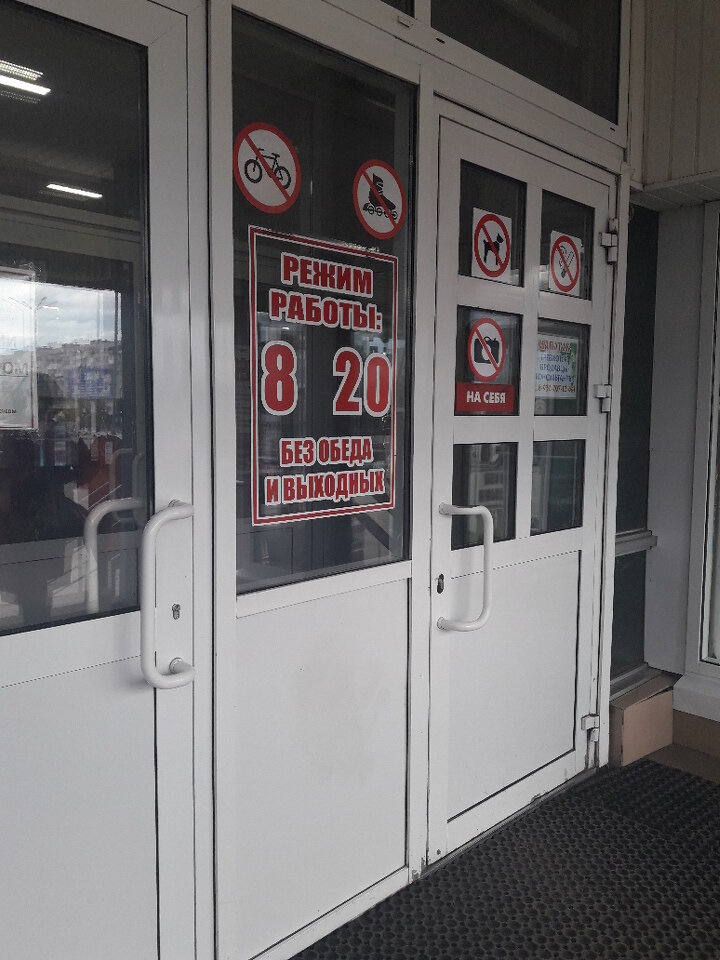 РЕЖИМ
РАБОТЫ:
8 20
БЕЗ ОБЕДА
И ВЫХОДНЫХ
НА СЕБЯ